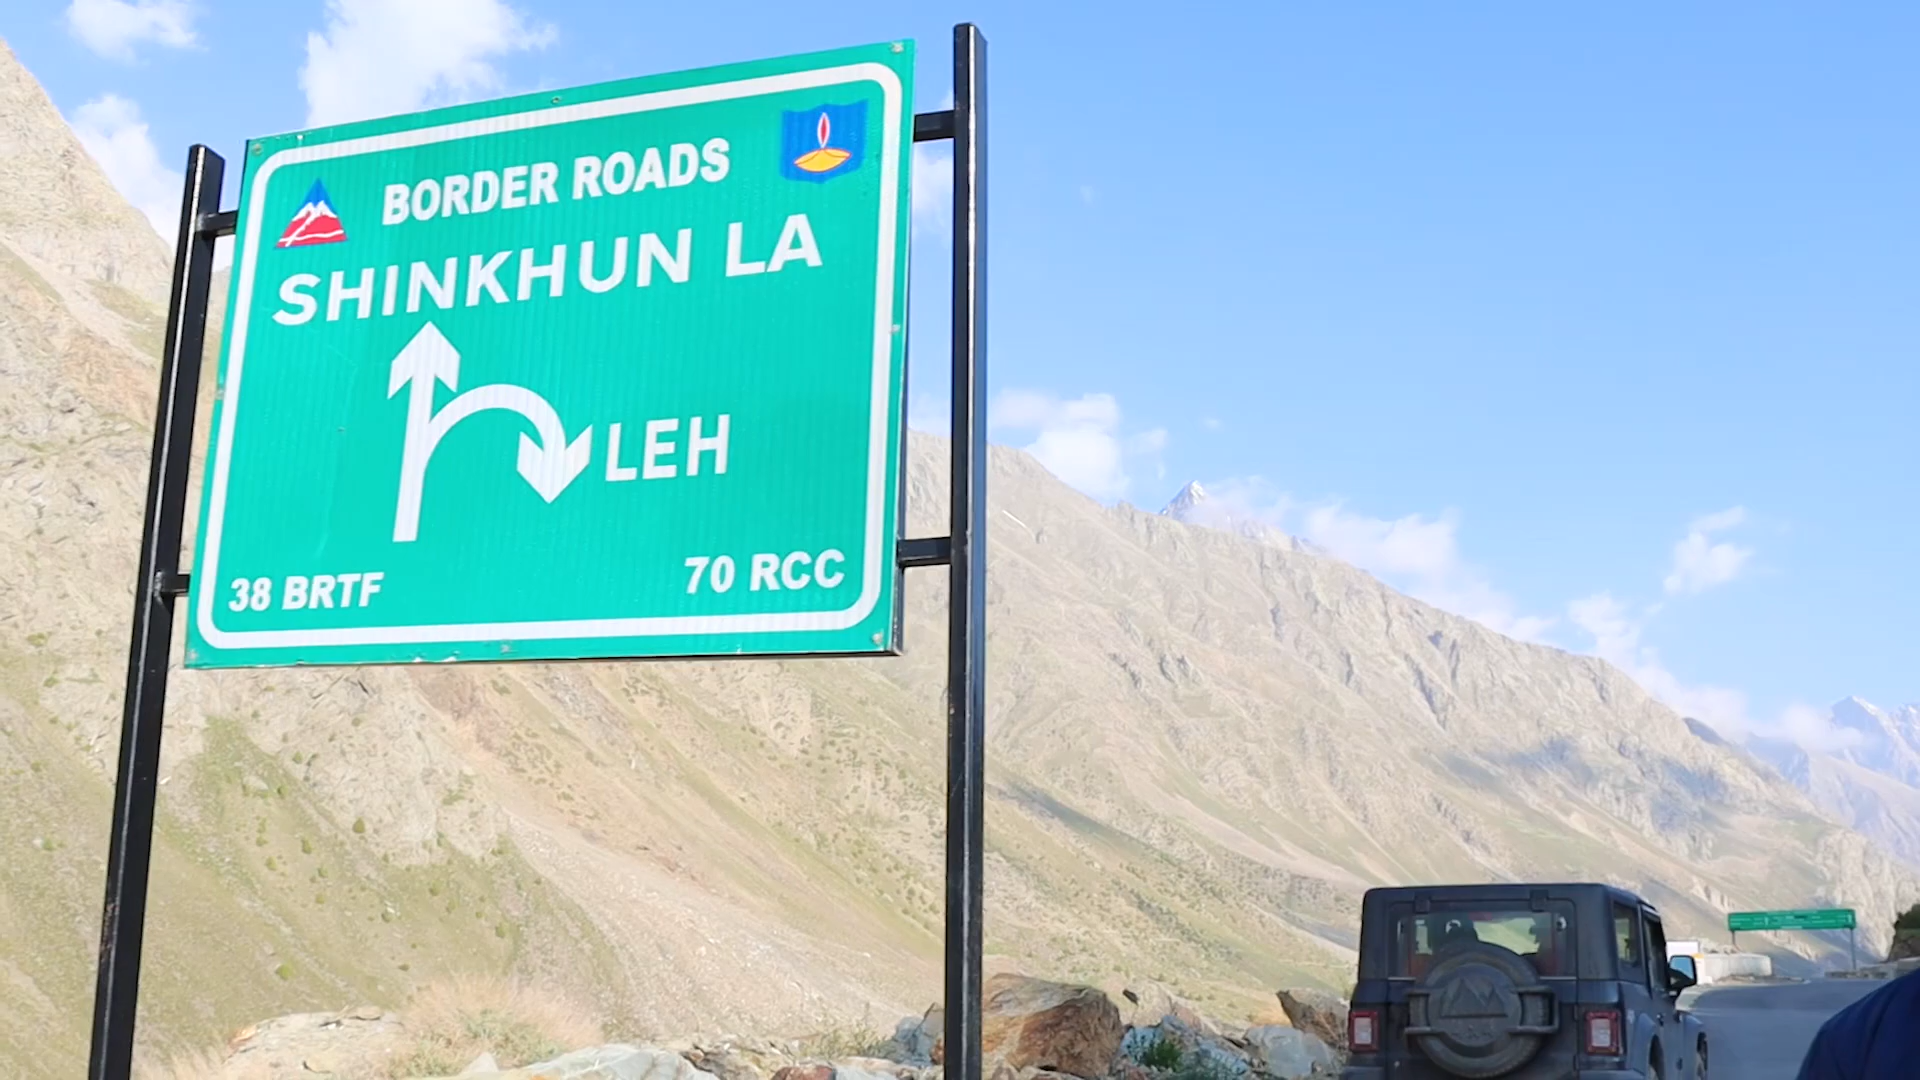 BORDER ROADS
SHINKHUN LA
LEH
38 BRTF
70 RCC